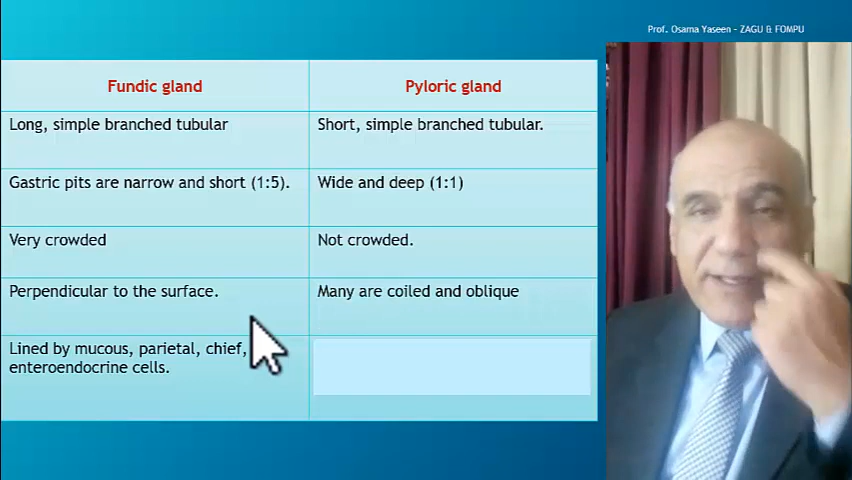 Prof. Osama Yaseen - ZAGU & FOMPU
Fundic gland
Pyloric gland
Long, simple branched tubular
Short, simple branched tubular.
Gastric pits are narrow and short (1:5).
Wide and deep (1:1)
Very crowded
Not crowded.
Perpendicular to the surface.
Many are coiled and oblique
Lined by mucous, parietal, chief,
enteroendocrine cells.